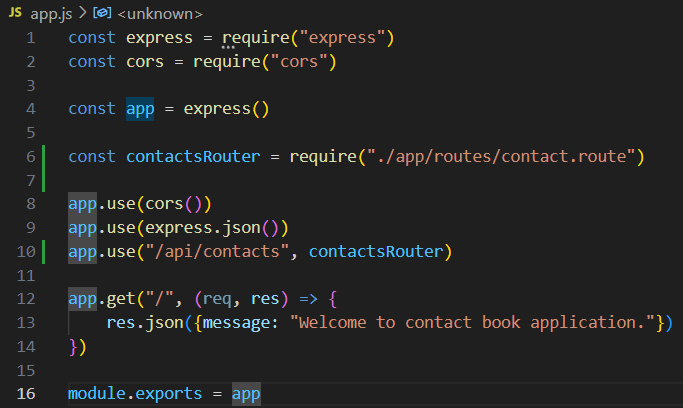 JS app.js > <unknown>
1 const express = require("express")
2 const cors = require("cors")
3
4 const app = express()
5
6 const contactsRouter = require("./app/routes/contact.route")
7
8 app.use(cors())
9 app.use(express.json())
10 app.use("/api/contacts", contactsRouter)
11
12 app.get("/", (req, res) => {
13     res.json({message: "Welcome to contact book application."})
14 })
15
16 module.exports = app